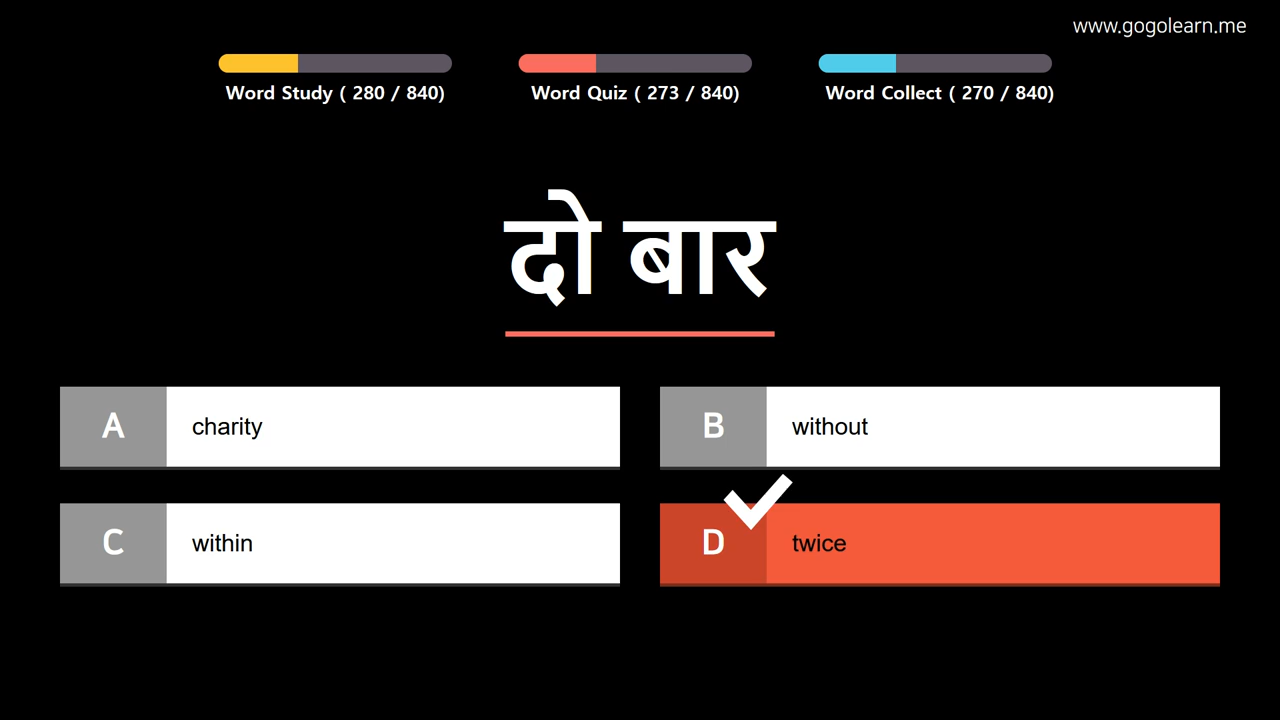 www.gogolearn.me
Word Study ( 280 / 840)
Word Quiz ( 273 / 840)
Word Collect ( 270 / 840)
दो बार
A charity
B without
C within
D twice